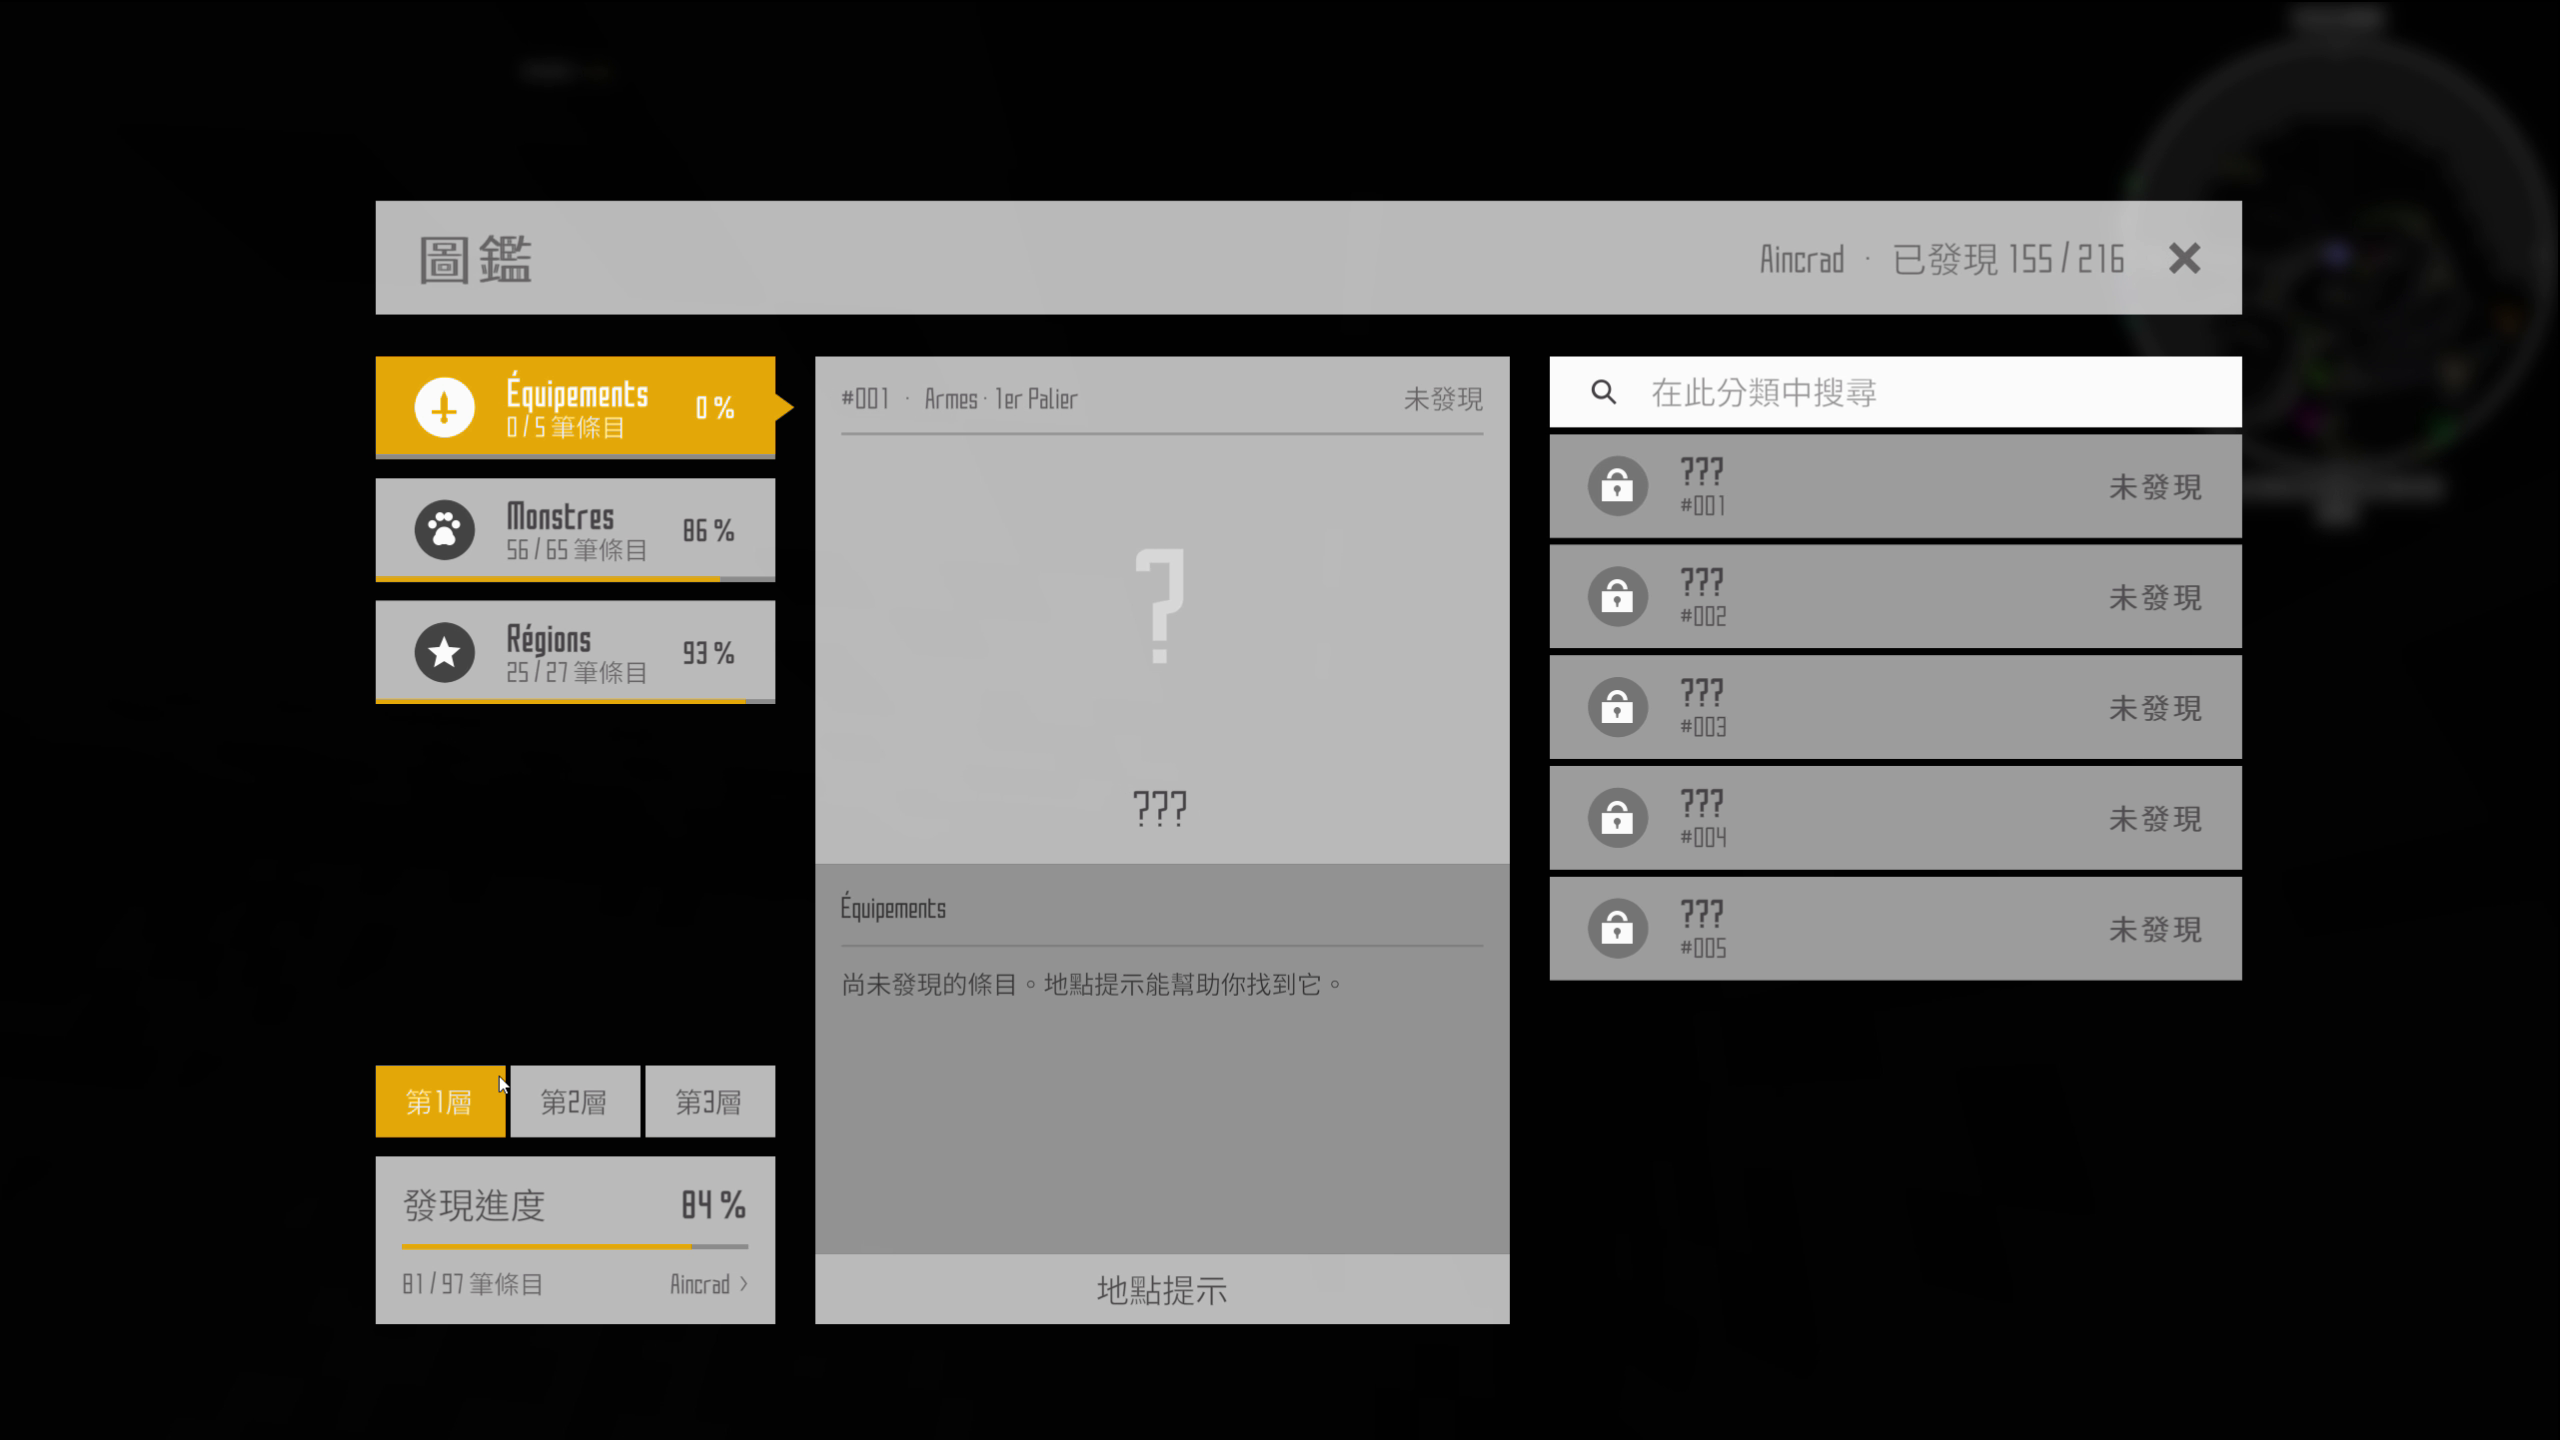 圖鑑
Aincrad · 已發現 155 / 216
Équipements
0 / 5 筆條目
0 %
Monstres
56 / 65 筆條目
86 %
Régions
25 / 27 筆條目
93 %
第1層
第2層
第3層
發現進度
84 %
81 / 97 筆條目
Aincrad >
#001 · Armes · 1er Palier
未發現
?
???
Équipements
尚未發現的條目。地點提示能幫助你找到它。
地點提示
在此分類中搜尋
???
#001
未發現
???
#002
未發現
???
#003
未發現
???
#004
未發現
???
#005
未發現